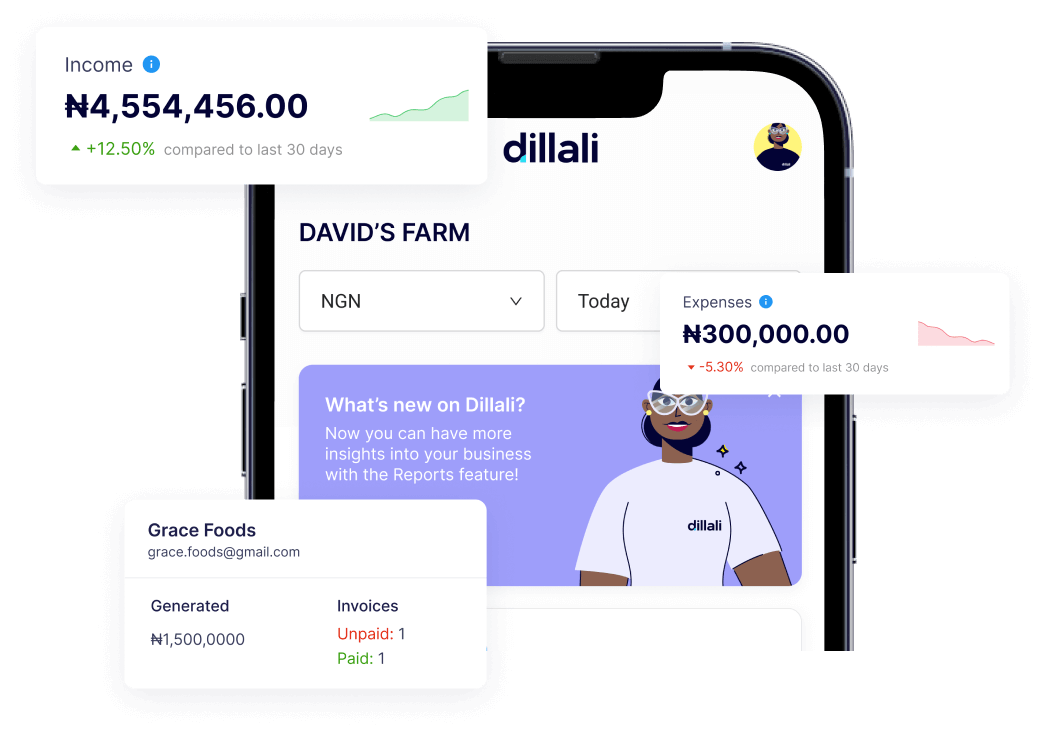 Income
₦4,554,456.00
+12.50% compared to last 30 days
dillali
DAVID’S FARM
NGN
Today
Expenses
₦300,000.00
-5.30% compared to last 30 days
What’s new on Dillali?
Now you can have more
insights into your business
with the Reports feature!
dillali
Grace Foods
grace.foods@gmail.com
Generated
₦1,500,0000
Invoices
Unpaid: 1
Paid: 1